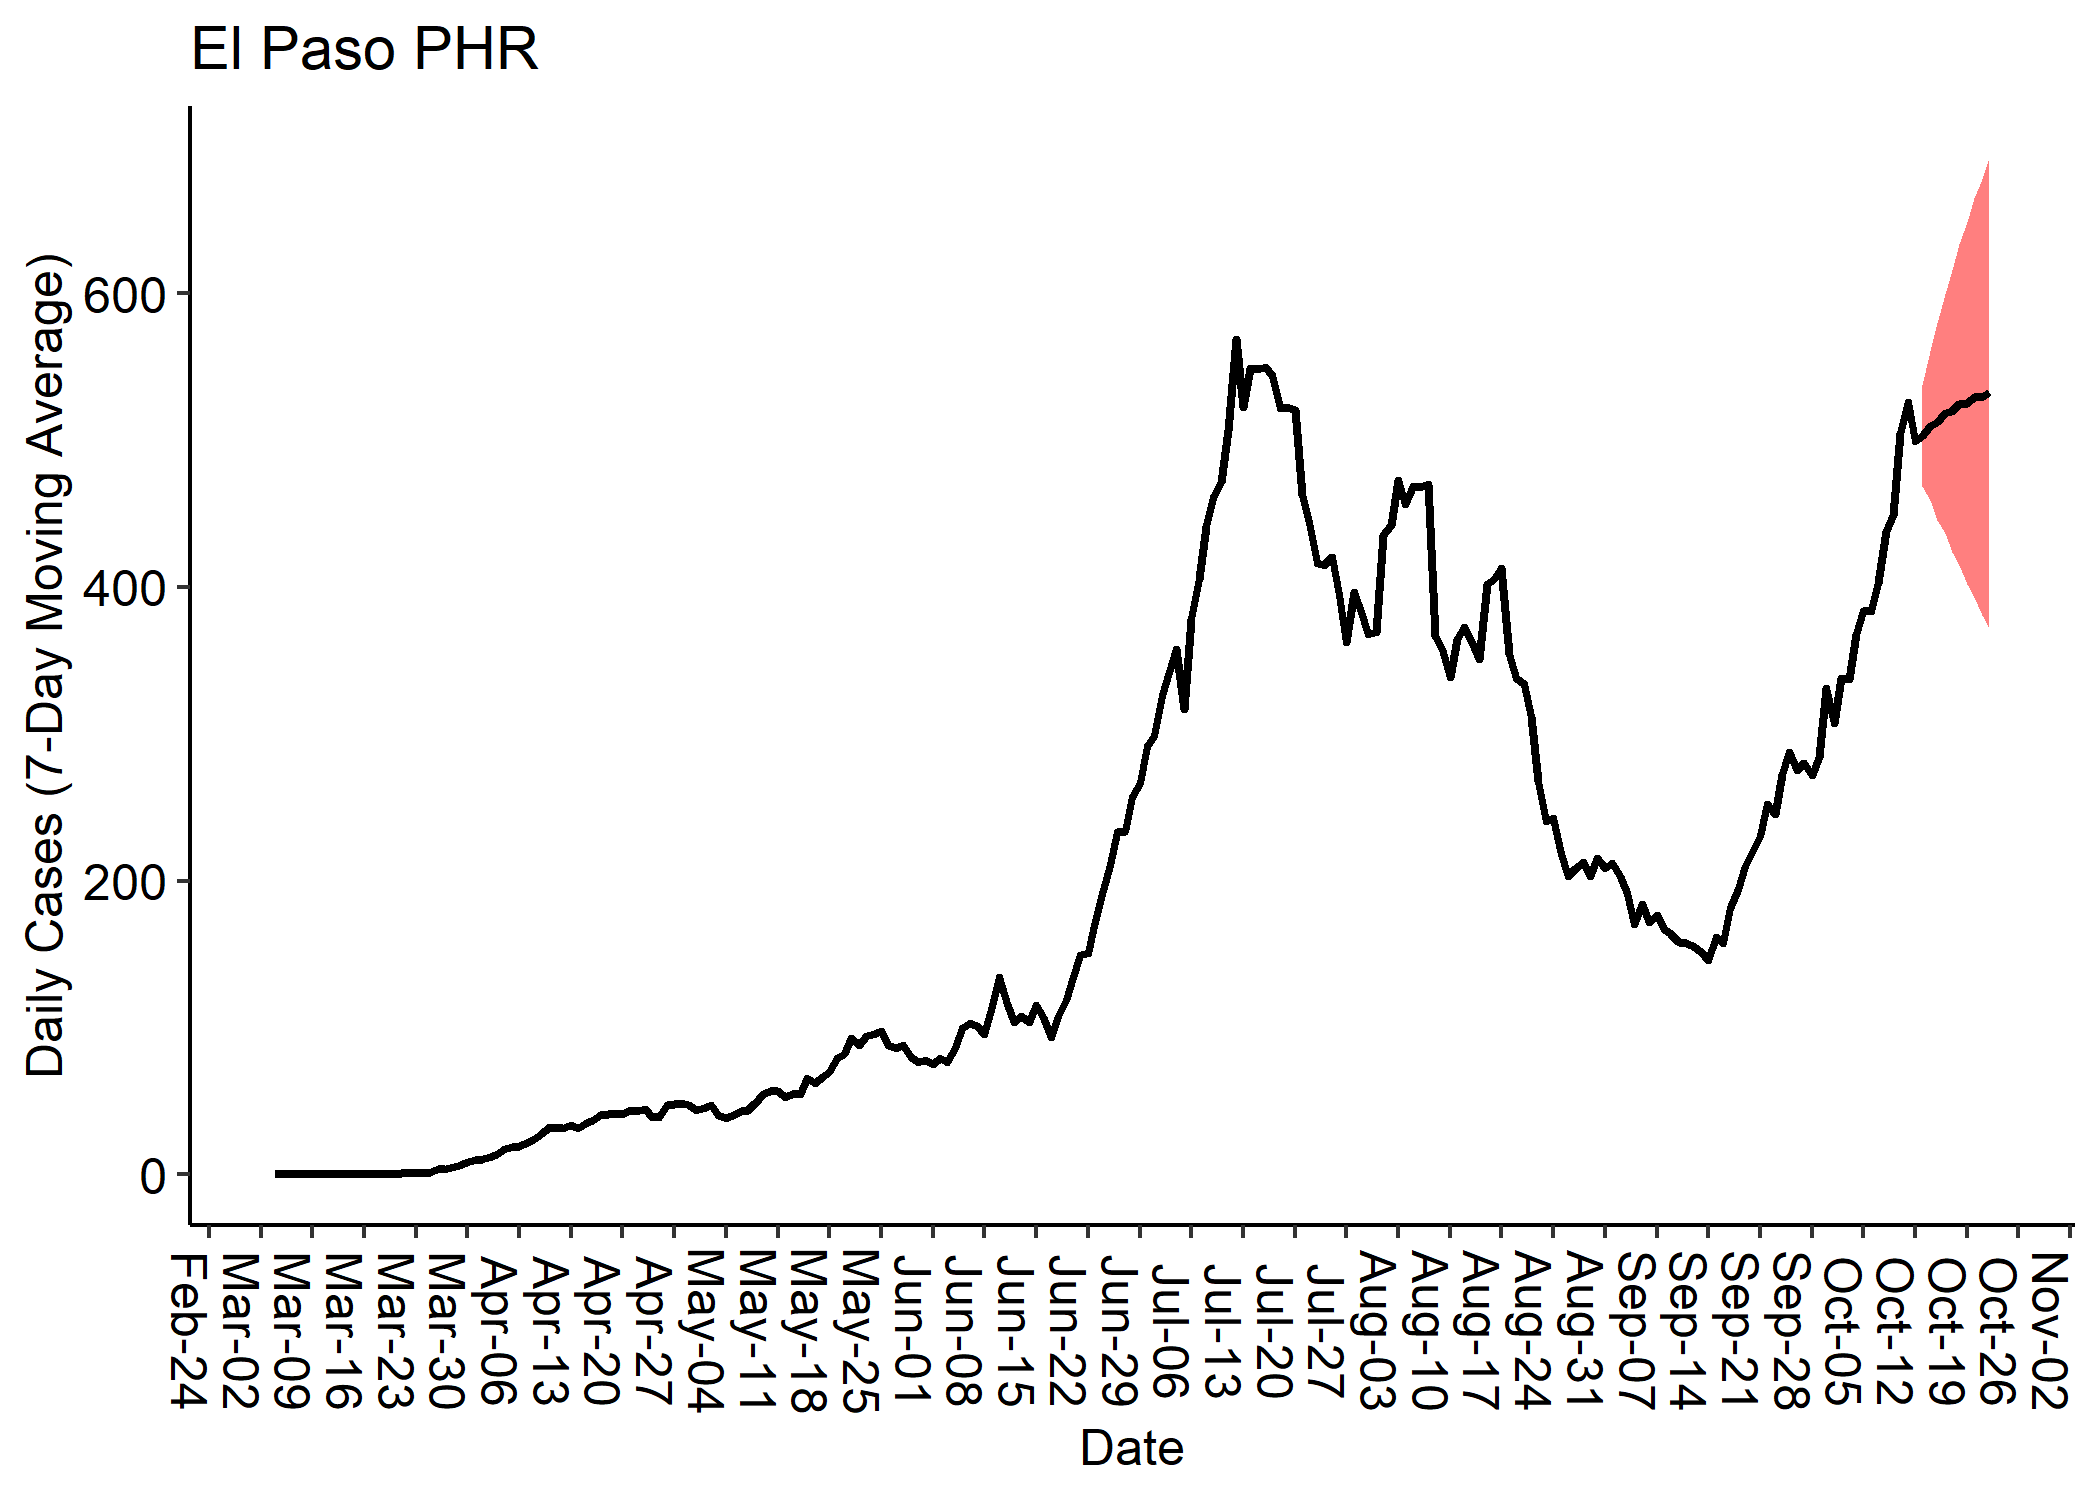 El Paso PHR
Daily Cases (7-Day Moving Average)
600
400
200
0
Feb-24
Mar-02
Mar-09
Mar-16
Mar-23
Mar-30
Apr-06
Apr-13
Apr-20
Apr-27
May-04
May-11
May-18
May-25
Jun-01
Jun-08
Jun-15
Jun-22
Jun-29
Jul-06
Jul-13
Jul-20
Jul-27
Aug-03
Aug-10
Aug-17
Aug-24
Aug-31
Sep-07
Sep-14
Sep-21
Sep-28
Oct-05
Oct-12
Oct-19
Oct-26
Nov-02
Date